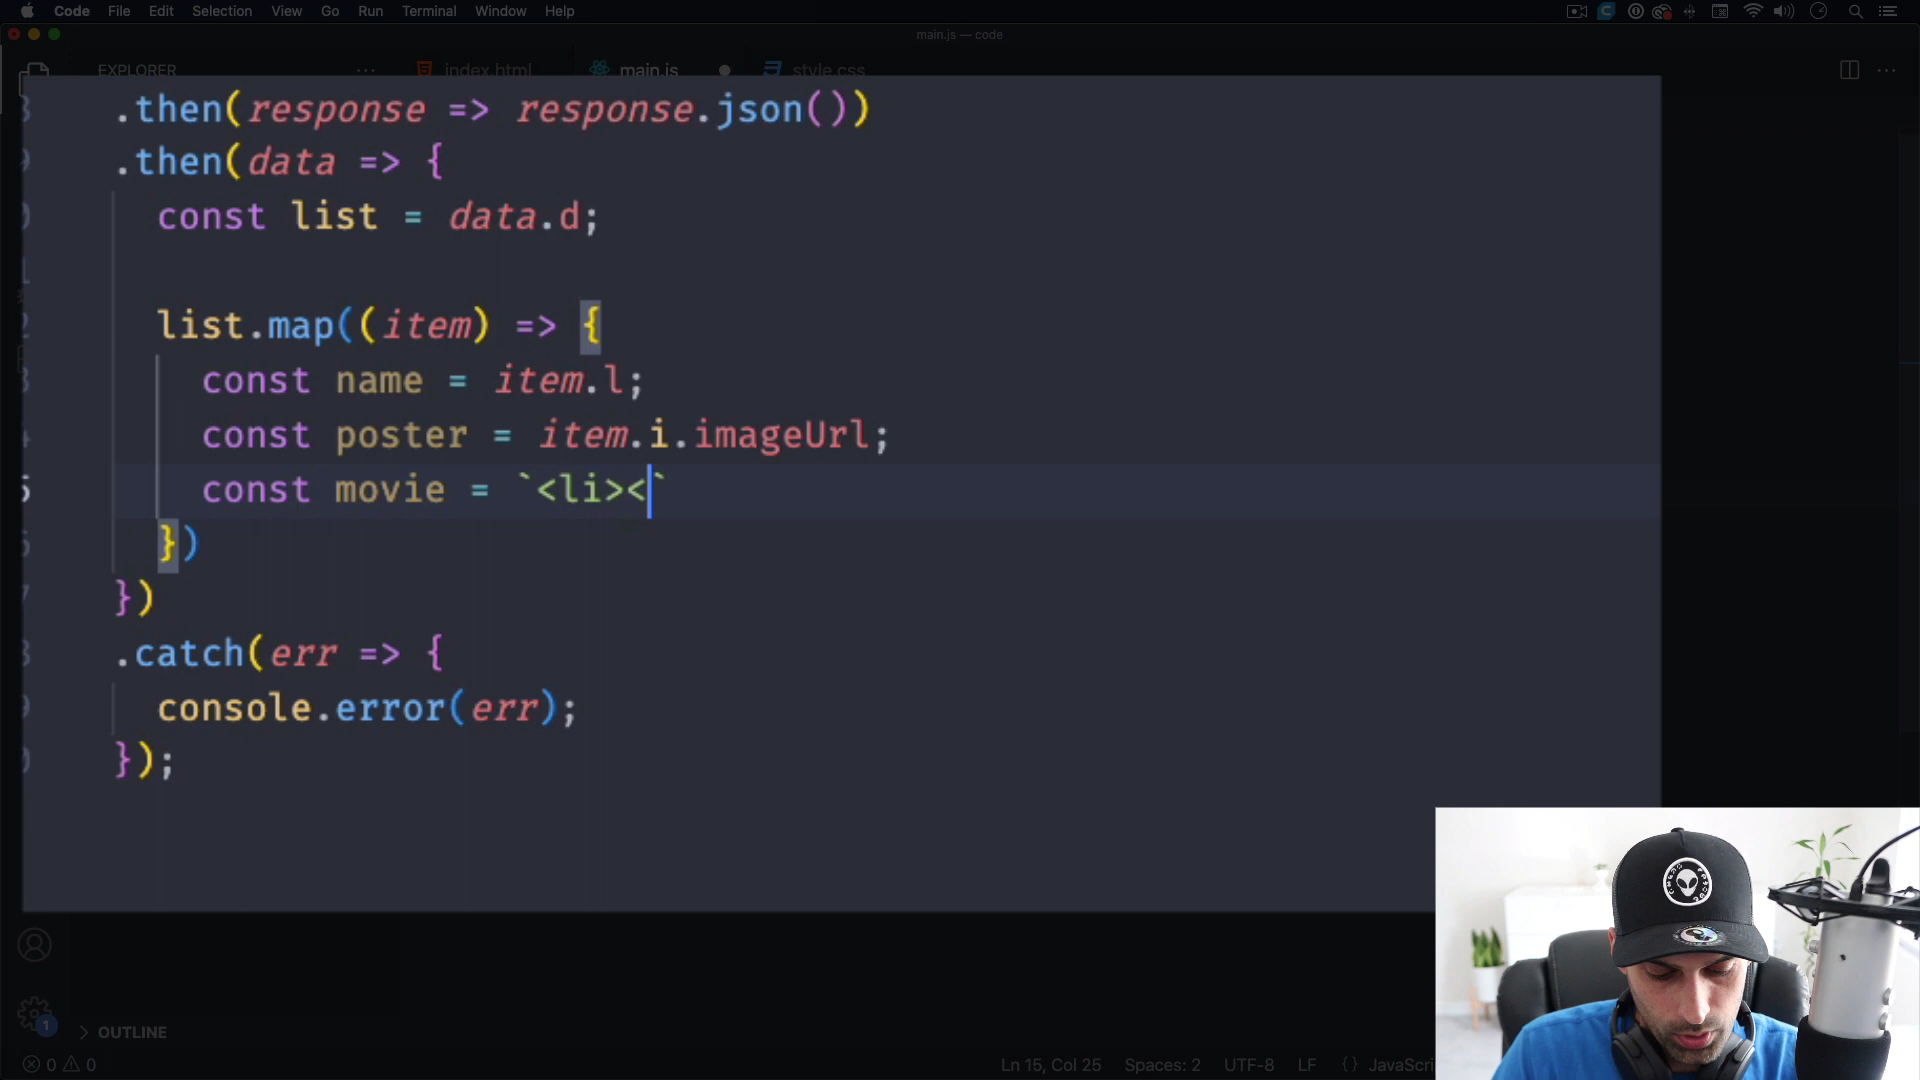 Code File Edit Selection View Go Run Terminal Window Help
main.js — code
EXPLORER
index.html
main.js
style.css
.then(response => response.json())
.then(data => {
const list = data.d;
list.map((item) => {
const name = item.l;
const poster = item.i.imageUrl;
const movie = `<li><`
})
})
.catch(err => {
console.error(err);
});
1
OUTLINE
0 0
Ln 15, Col 25 Spaces: 2 UTF-8 LF {} JavaScri